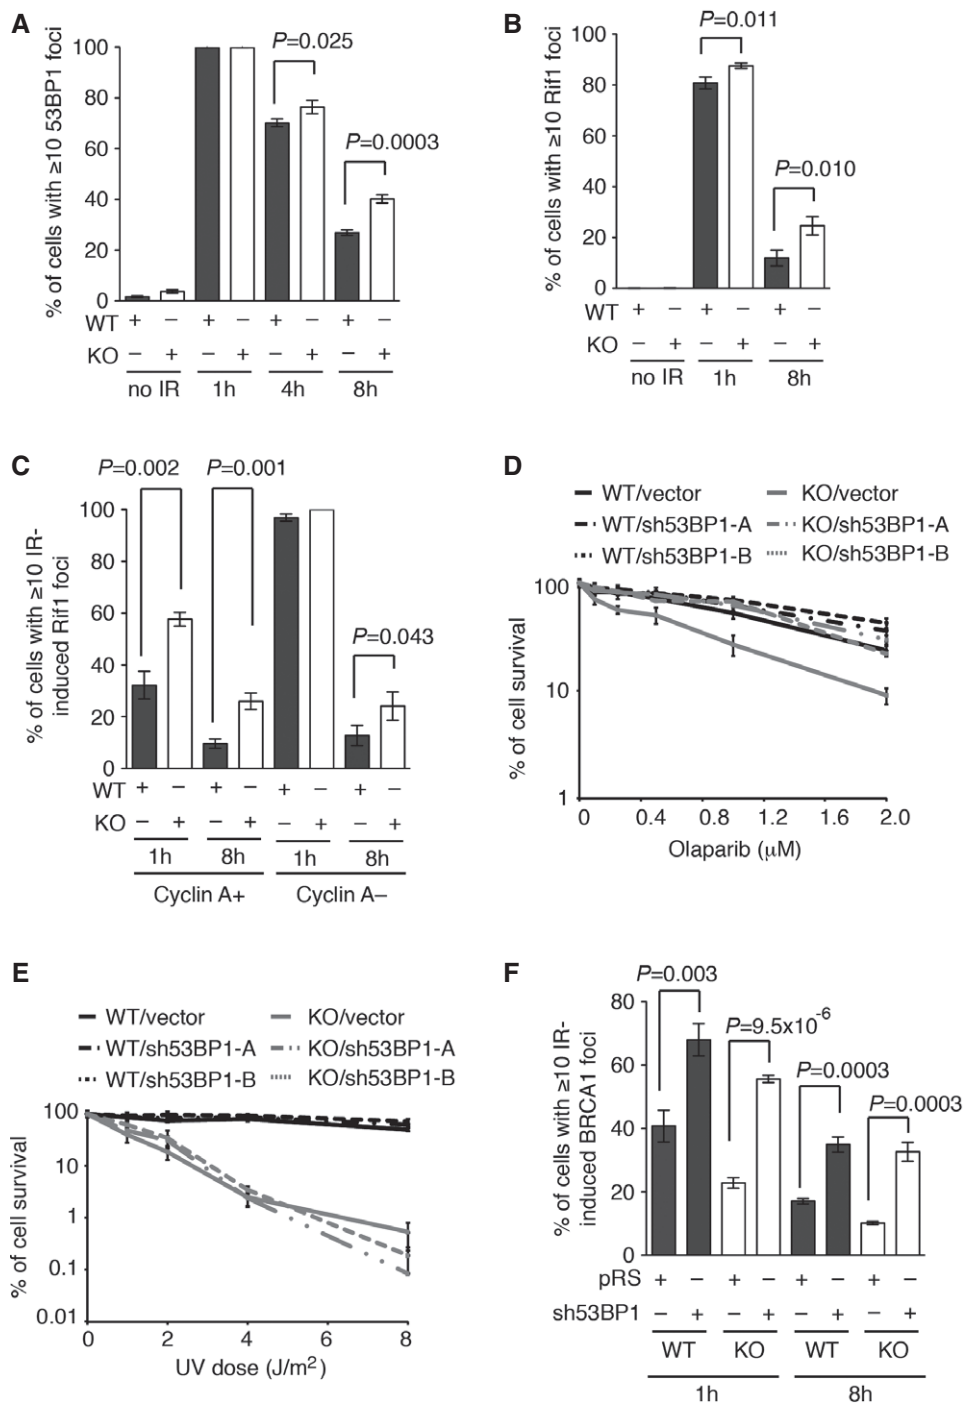 A
% of cells with ≥10 53BP1 foci
100
80
60
40
20
0
P=0.025
P=0.0003
WT + – + – + – + –
KO – + – + – + – +
no IR 1h 4h 8h
B
% of cells with ≥10 Rif1 foci
100
80
60
40
20
0
P=0.011
P=0.010
WT + – + – + –
KO – + – + – +
no IR 1h 8h
C
% of cells with ≥10 IR-
induced Rif1 foci
P=0.002 P=0.001
100
80
60
40
20
0
P=0.043
WT + – + – + – + –
KO – + – + – + – +
1h 8h 1h 8h
Cyclin A+ Cyclin A–
D
WT/vector KO/vector
WT/sh53BP1-A KO/sh53BP1-A
WT/sh53BP1-B KO/sh53BP1-B
% of cell survival
100
10
1
0 0.4 0.8 1.2 1.6 2.0
Olaparib (μM)
E
WT/vector KO/vector
WT/sh53BP1-A KO/sh53BP1-A
WT/sh53BP1-B KO/sh53BP1-B
% of cell survival
100
10
1
0.1
0.01
0 2 4 6 8
UV dose (J/m²)
F
% of cells with ≥10 IR-
induced BRCA1 foci
80
60
40
20
0
P=0.003
P=9.5x10⁻⁶
P=0.0003
P=0.0003
pRS + – + – + – + –
sh53BP1 – + – + – + – +
WT KO WT KO
1h 8h